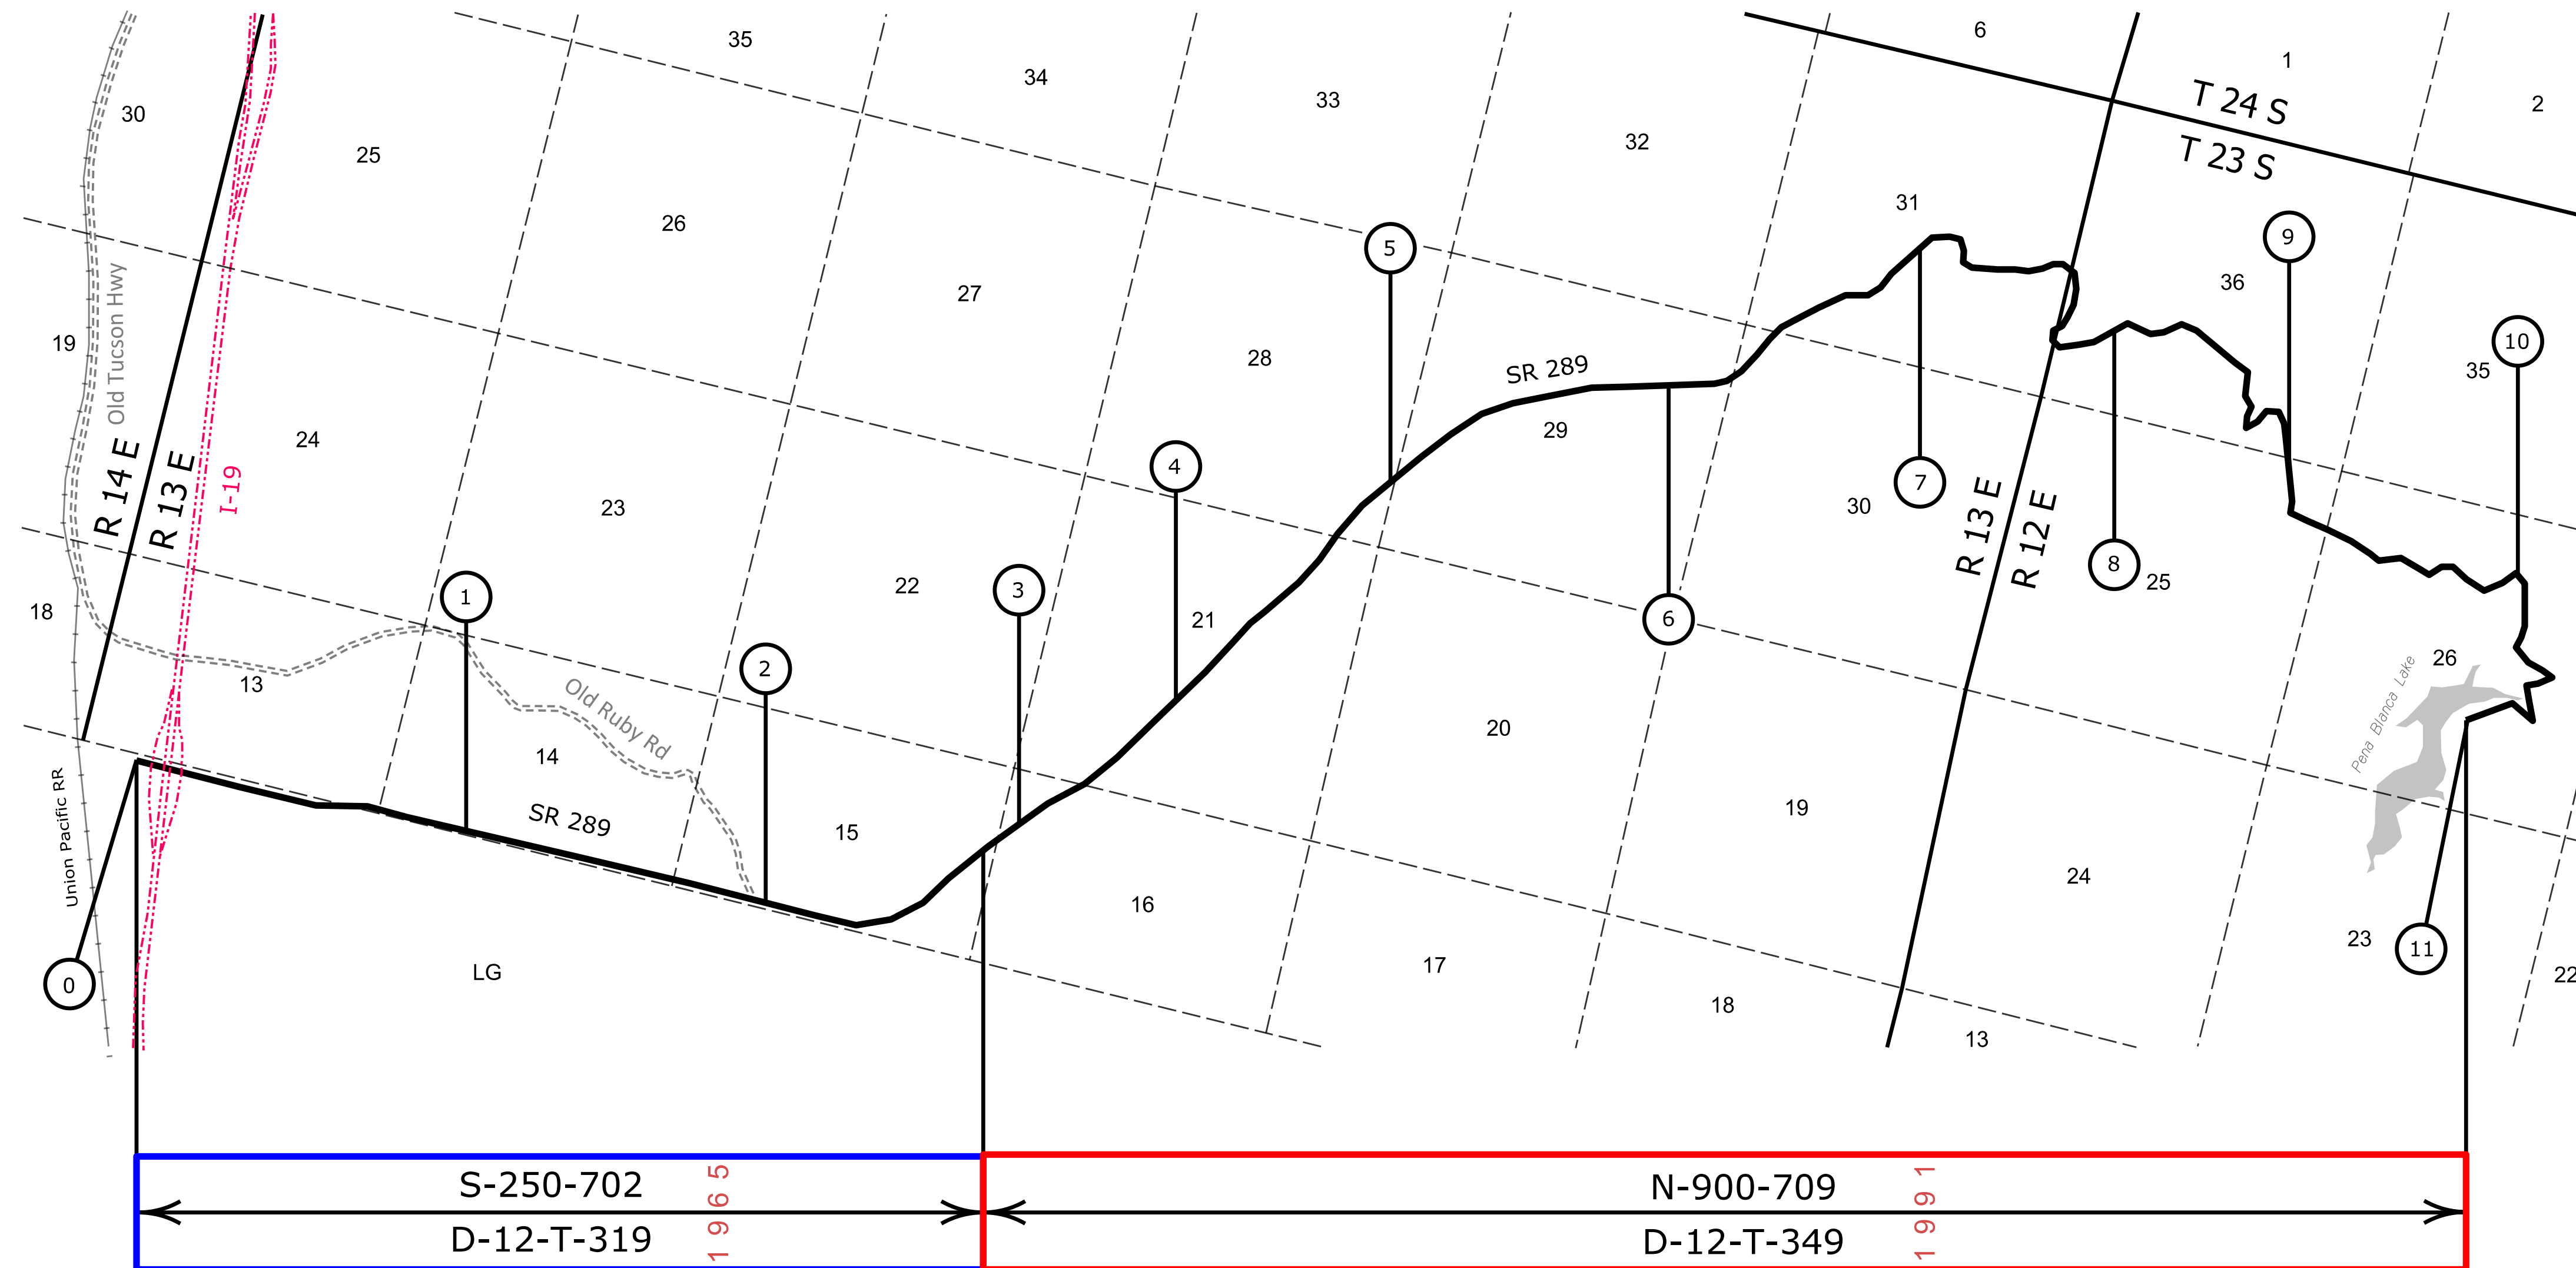 6
35
1
34
T 24 S
33
2
30
32
T 23 S
25
31
26
9
5
36
27
Old Tucson Hwy
19
10
28
SR 289
35
29
24
4
R 14 E
R 13 E
I-19
7
23
30
R 13 E
R 12 E
8
25
22
3
1
18
21
6
26
2
13
Old Ruby Rd
Pena Blanca Lake
20
14
SR 289
19
15
Union Pacific RR
24
16
23
11
17
LG
22
0
18
13
S-250-702
1965
D-12-T-319
N-900-709
1991
D-12-T-349